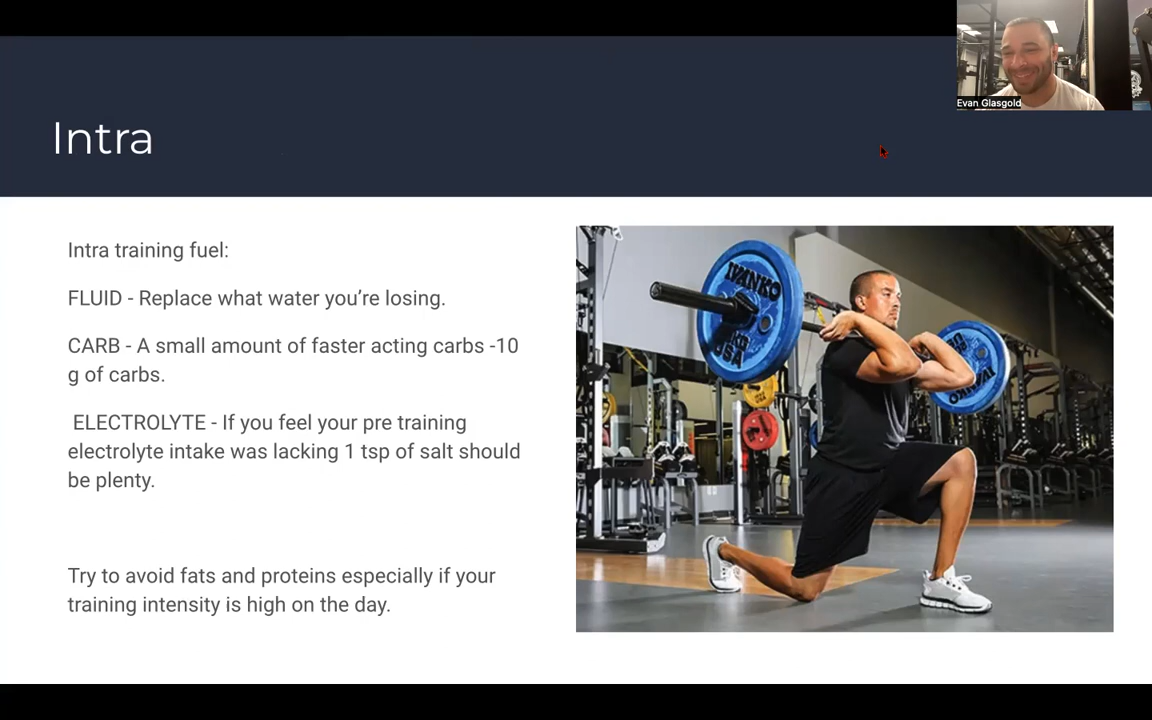 Evan Glasgold
Intra
Intra training fuel:
FLUID - Replace what water you’re losing.
CARB - A small amount of faster acting carbs -10
g of carbs.
ELECTROLYTE - If you feel your pre training
electrolyte intake was lacking 1 tsp of salt should
be plenty.
Try to avoid fats and proteins especially if your
training intensity is high on the day.
IVANKO
KG
USA
IVANKO